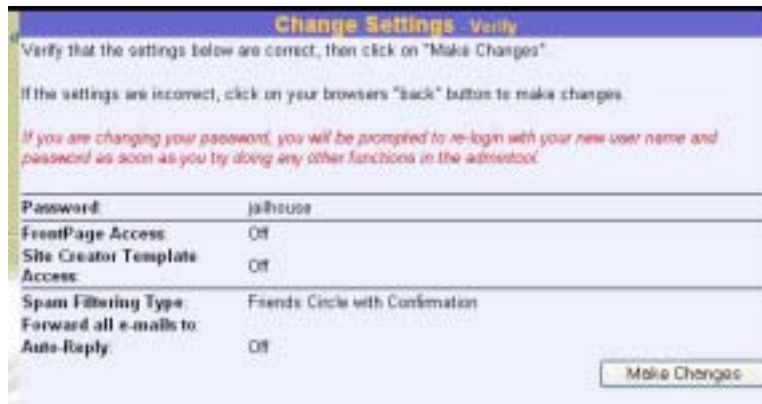 Change Settings - Verify
Verify that the settings below are correct, then click on "Make Changes".
If the settings are incorrect, click on your browsers "back" button to make changes.
If you are changing your password, you will be prompted to re-login with your new user name and
password as soon as you try doing any other functions in the admintool.
Password: jailhouse
FrontPage Access: Off
Site Creator Template
Access: Off
Spam Filtering Type: Friends Circle with Confirmation
Forward all e-mails to:
Auto-Reply: Off
Make Changes